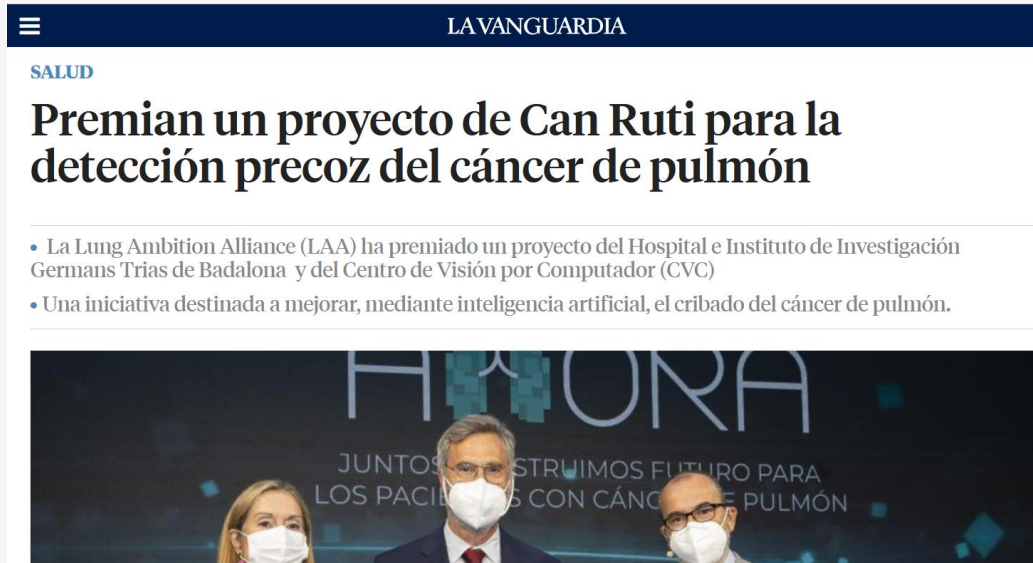 LA VANGUARDIA
SALUD
Premian un proyecto de Can Ruti para la
detección precoz del cáncer de pulmón
• La Lung Ambition Alliance (LAA) ha premiado un proyecto del Hospital e Instituto de Investigación
Germans Trias de Badalona y del Centro de Visión por Computador (CVC)
• Una iniciativa destinada a mejorar, mediante inteligencia artificial, el cribado del cáncer de pulmón.
JUNTOS STRUIMOS FUTURO PARA
LOS CON PULMÓN